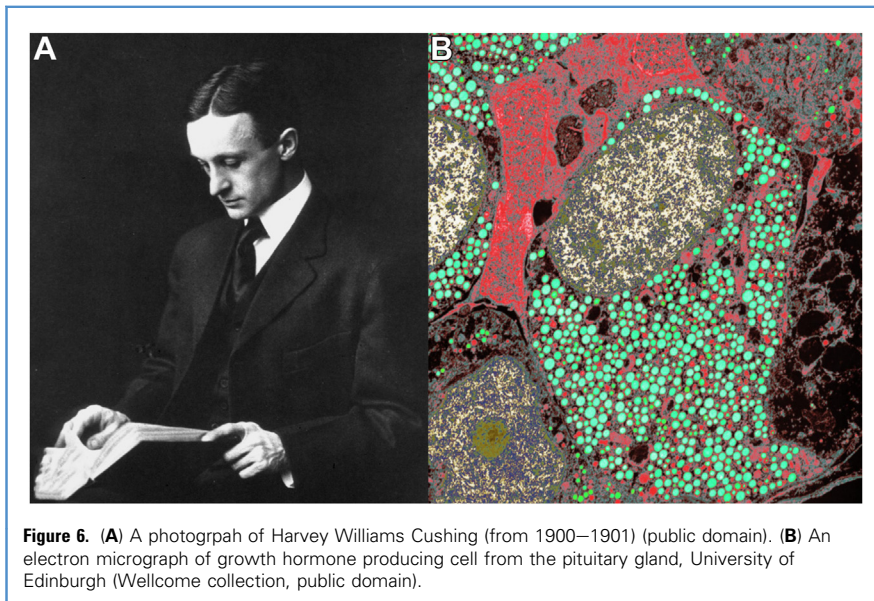 A
B
Figure 6. (A) A photogrpah of Harvey Williams Cushing (from 1900—1901) (public domain). (B) An
electron micrograph of growth hormone producing cell from the pituitary gland, University of
Edinburgh (Wellcome collection, public domain).